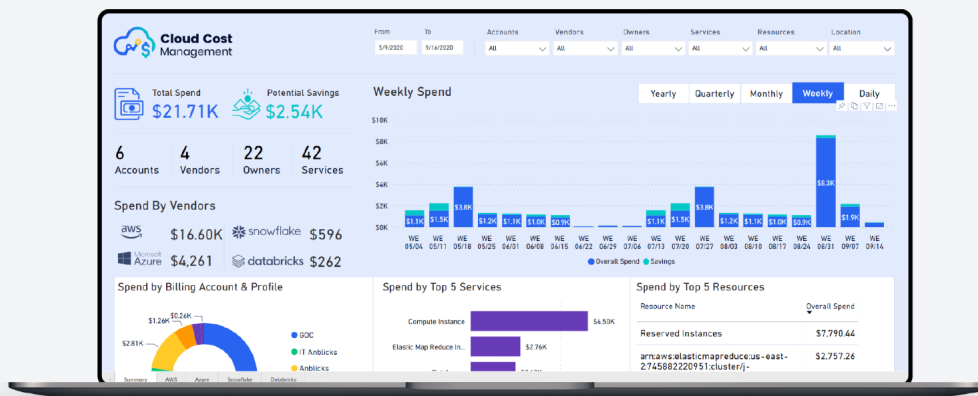 Cloud Cost
Management
From To Accounts Vendors Owners Services Resources Location
5/9/2020 9/16/2020 All All All All All All
Total Spend
$21.71K
Potential Savings
$2.54K
6 4 22 42
Accounts Vendors Owners Services
Spend By Vendors
aws $16.60K snowflake $596
Microsoft Azure $4,261 databricks $262
Weekly Spend
Yearly Quarterly Monthly Weekly Daily
$10K
$8K
$6K
$4K
$2K
$0K
$1.1K $1.5K $3.8K $1.2K $1.1K $1.0K $0.9K $1.1K $1.5K $3.8K $1.2K $1.1K $1.0K $0.9K $8.3K $1.9K
WE WE WE WE WE WE WE WE WE WE WE WE WE WE WE WE WE WE WE WE
05/04 05/11 05/18 05/25 06/01 06/08 06/15 06/22 06/29 07/06 07/13 07/20 07/27 08/03 08/10 08/17 08/24 08/31 09/07 09/14
Overall Spend Savings
Spend by Billing Account & Profile
$0.26K
$1.26K
$2.81K
GOC
IT Anblicks
Anblicks
Spend by Top 5 Services
Compute Instance $6.50K
Elastic Map Reduce In... $2.76K
Spend by Top 5 Resources
Resource Name Overall Spend
Reserved Instances $7,790.44
arn:aws:elasticmapreduce:us-east- $2,757.26
2:745882220951:cluster/j-
Summary AWS Azure Snowflake Databricks